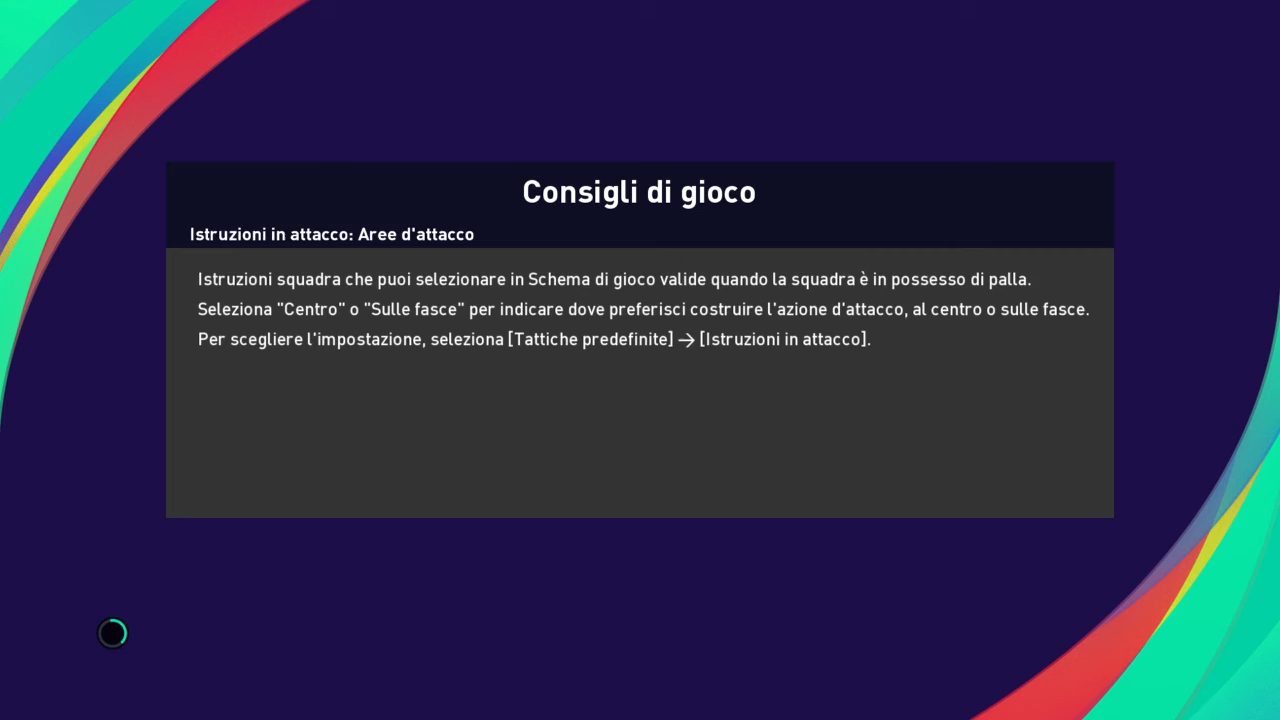 Consigli di gioco
Istruzioni in attacco: Aree d'attacco
Istruzioni squadra che puoi selezionare in Schema di gioco valide quando la squadra è in possesso di palla.
Seleziona "Centro" o "Sulle fasce" per indicare dove preferisci costruire l'azione d'attacco, al centro o sulle fasce.
Per scegliere l'impostazione, seleziona [Tattiche predefinite] → [Istruzioni in attacco].